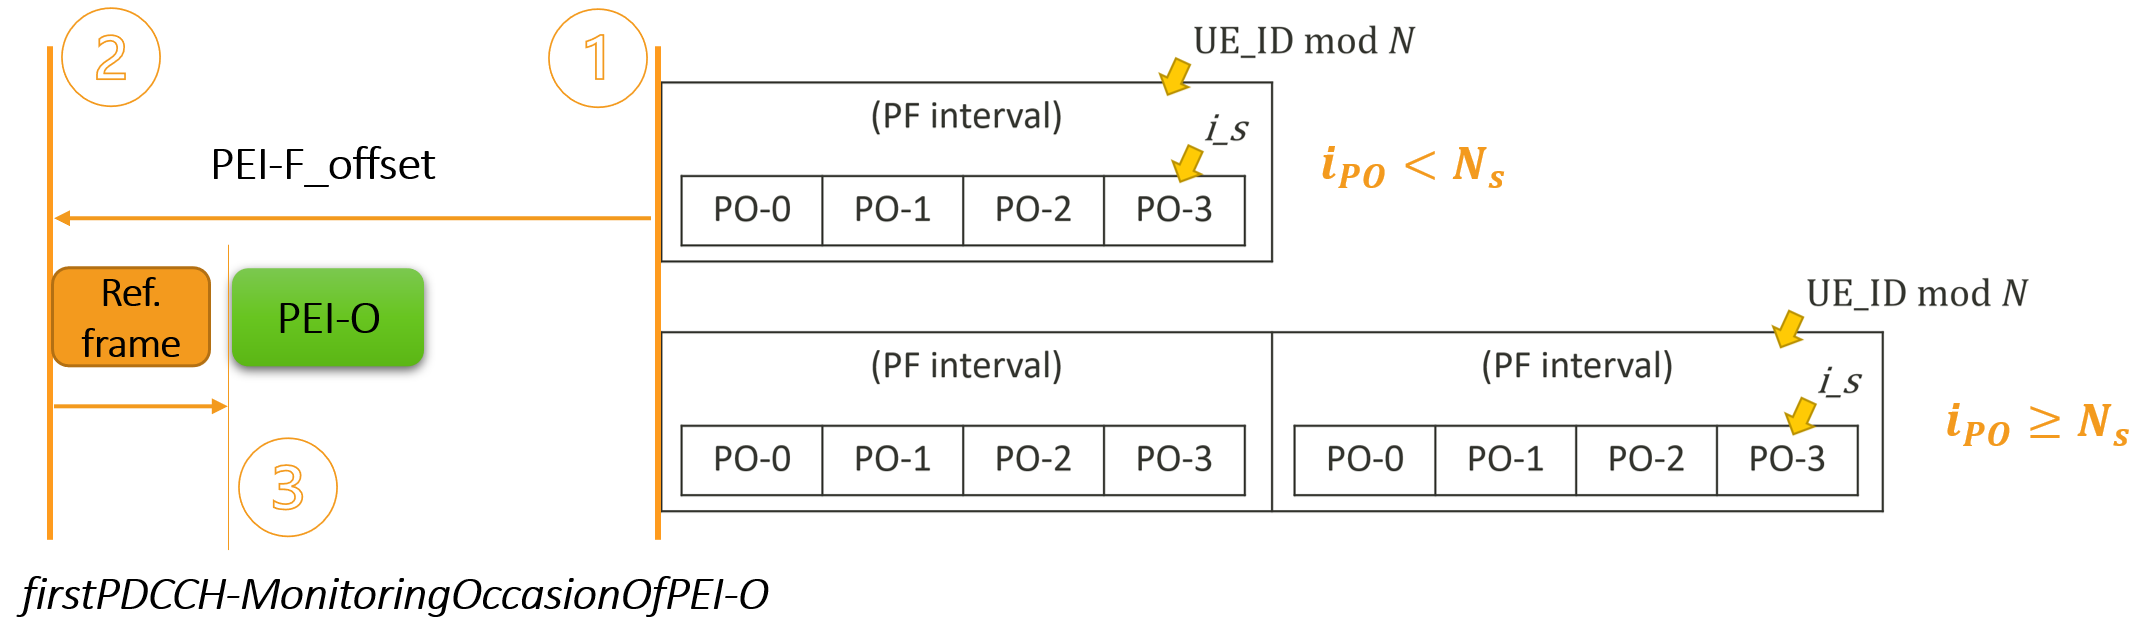 ② ① UE_ID mod N
(PF interval)
i_s
PEI-F_offset
i_PO < N_s
PO-0 PO-1 PO-2 PO-3
Ref.
frame
PEI-O
UE_ID mod N
(PF interval) (PF interval)
i_s
i_PO ≥ N_s
PO-0 PO-1 PO-2 PO-3 PO-0 PO-1 PO-2 PO-3
③
firstPDCCH-MonitoringOccasionOfPEI-O